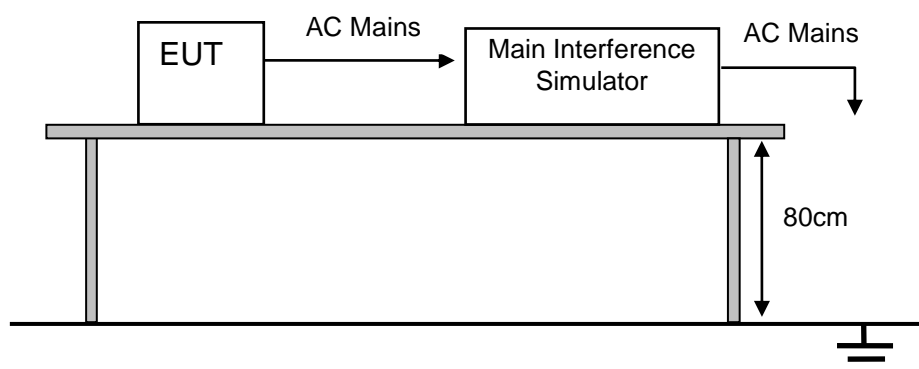 EUT
AC Mains
Main Interference
Simulator
AC Mains
80cm